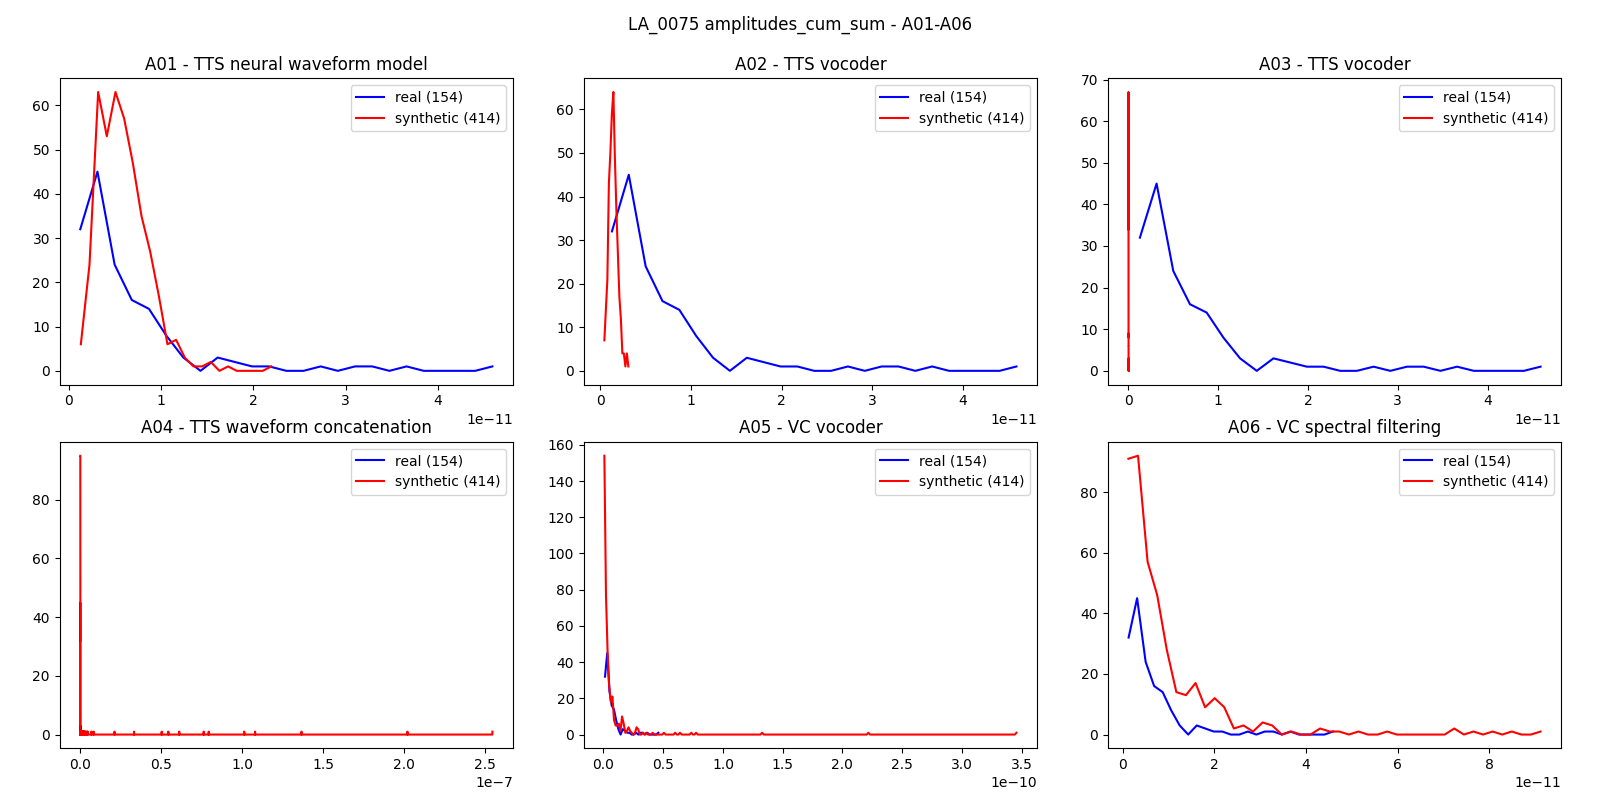 LA_0075 amplitudes_cum_sum - A01-A06
A01 - TTS neural waveform model
real (154)
synthetic (414)
60
50
40
30
20
10
0
0 1 2 3 4
1e−11
A02 - TTS vocoder
real (154)
synthetic (414)
60
50
40
30
20
10
0
0 1 2 3 4
1e−11
A03 - TTS vocoder
real (154)
synthetic (414)
70
60
50
40
30
20
10
0
0 1 2 3 4
1e−11
A04 - TTS waveform concatenation
real (154)
synthetic (414)
80
60
40
20
0
0.0 0.5 1.0 1.5 2.0 2.5
1e−7
A05 - VC vocoder
real (154)
synthetic (414)
160
140
120
100
80
60
40
20
0
0.0 0.5 1.0 1.5 2.0 2.5 3.0 3.5
1e−10
A06 - VC spectral filtering
real (154)
synthetic (414)
80
60
40
20
0
0 2 4 6 8
1e−11